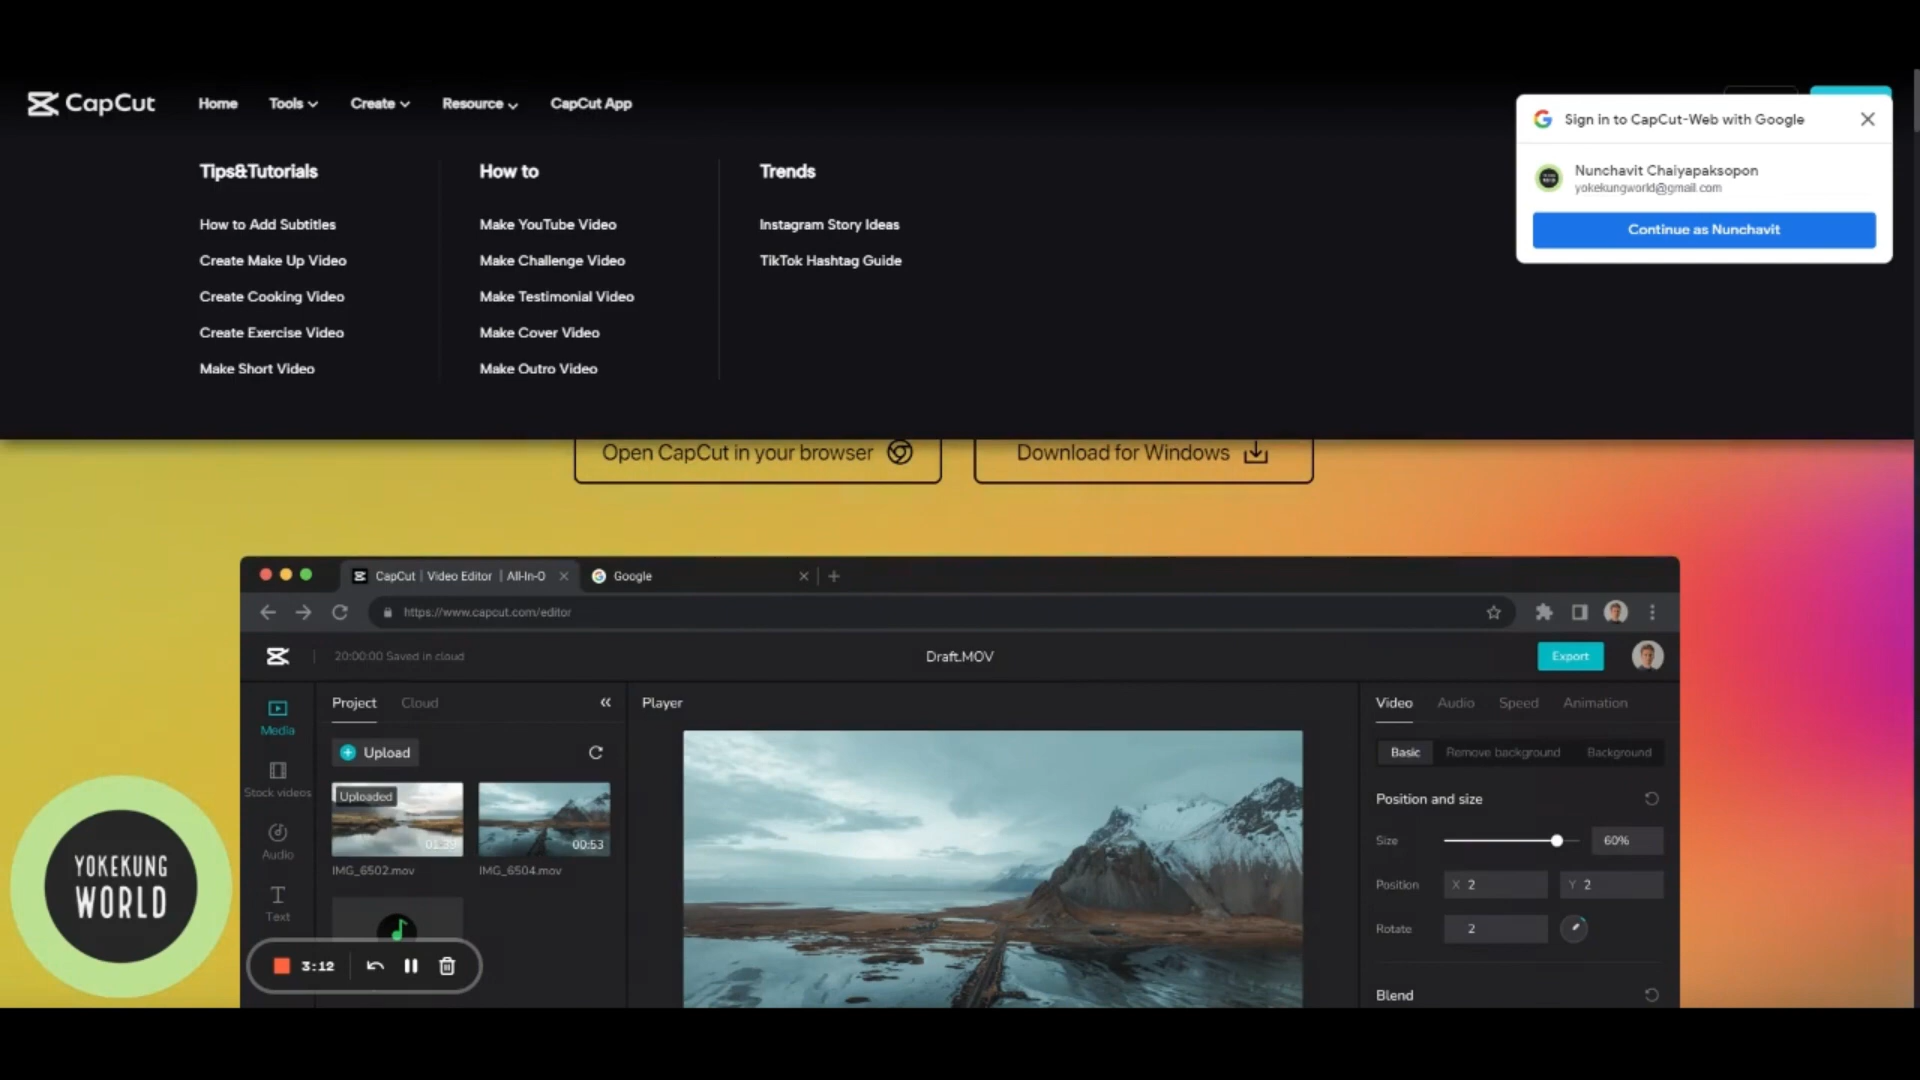 CapCut
Home Tools Create Resource CapCut App
Tips&Tutorials
How to Add Subtitles
Create Make Up Video
Create Cooking Video
Create Exercise Video
Make Short Video
How to
Make YouTube Video
Make Challenge Video
Make Testimonial Video
Make Cover Video
Make Outro Video
Trends
Instagram Story Ideas
TikTok Hashtag Guide
Sign in to CapCut-Web with Google
Nunchavit Chaiyapaksopon
yokekungworld@gmail.com
Continue as Nunchavit
Open CapCut in your browser
Download for Windows
CapCut | Video Editor | All-In-O
Google
https://www.capcut.com/editor
20:00:00 Saved in cloud
Draft.MOV
Export
Media
Stock videos
Audio
Text
Project Cloud
Upload
Uploaded
01:39
00:53
IMG_6502.mov
IMG_6504.mov
Player
Video Audio Speed Animation
Basic Remove background Background
Position and size
Size 60%
Position X 2 Y 2
Rotate 2
Blend
YOKEKUNG
WORLD
3:12